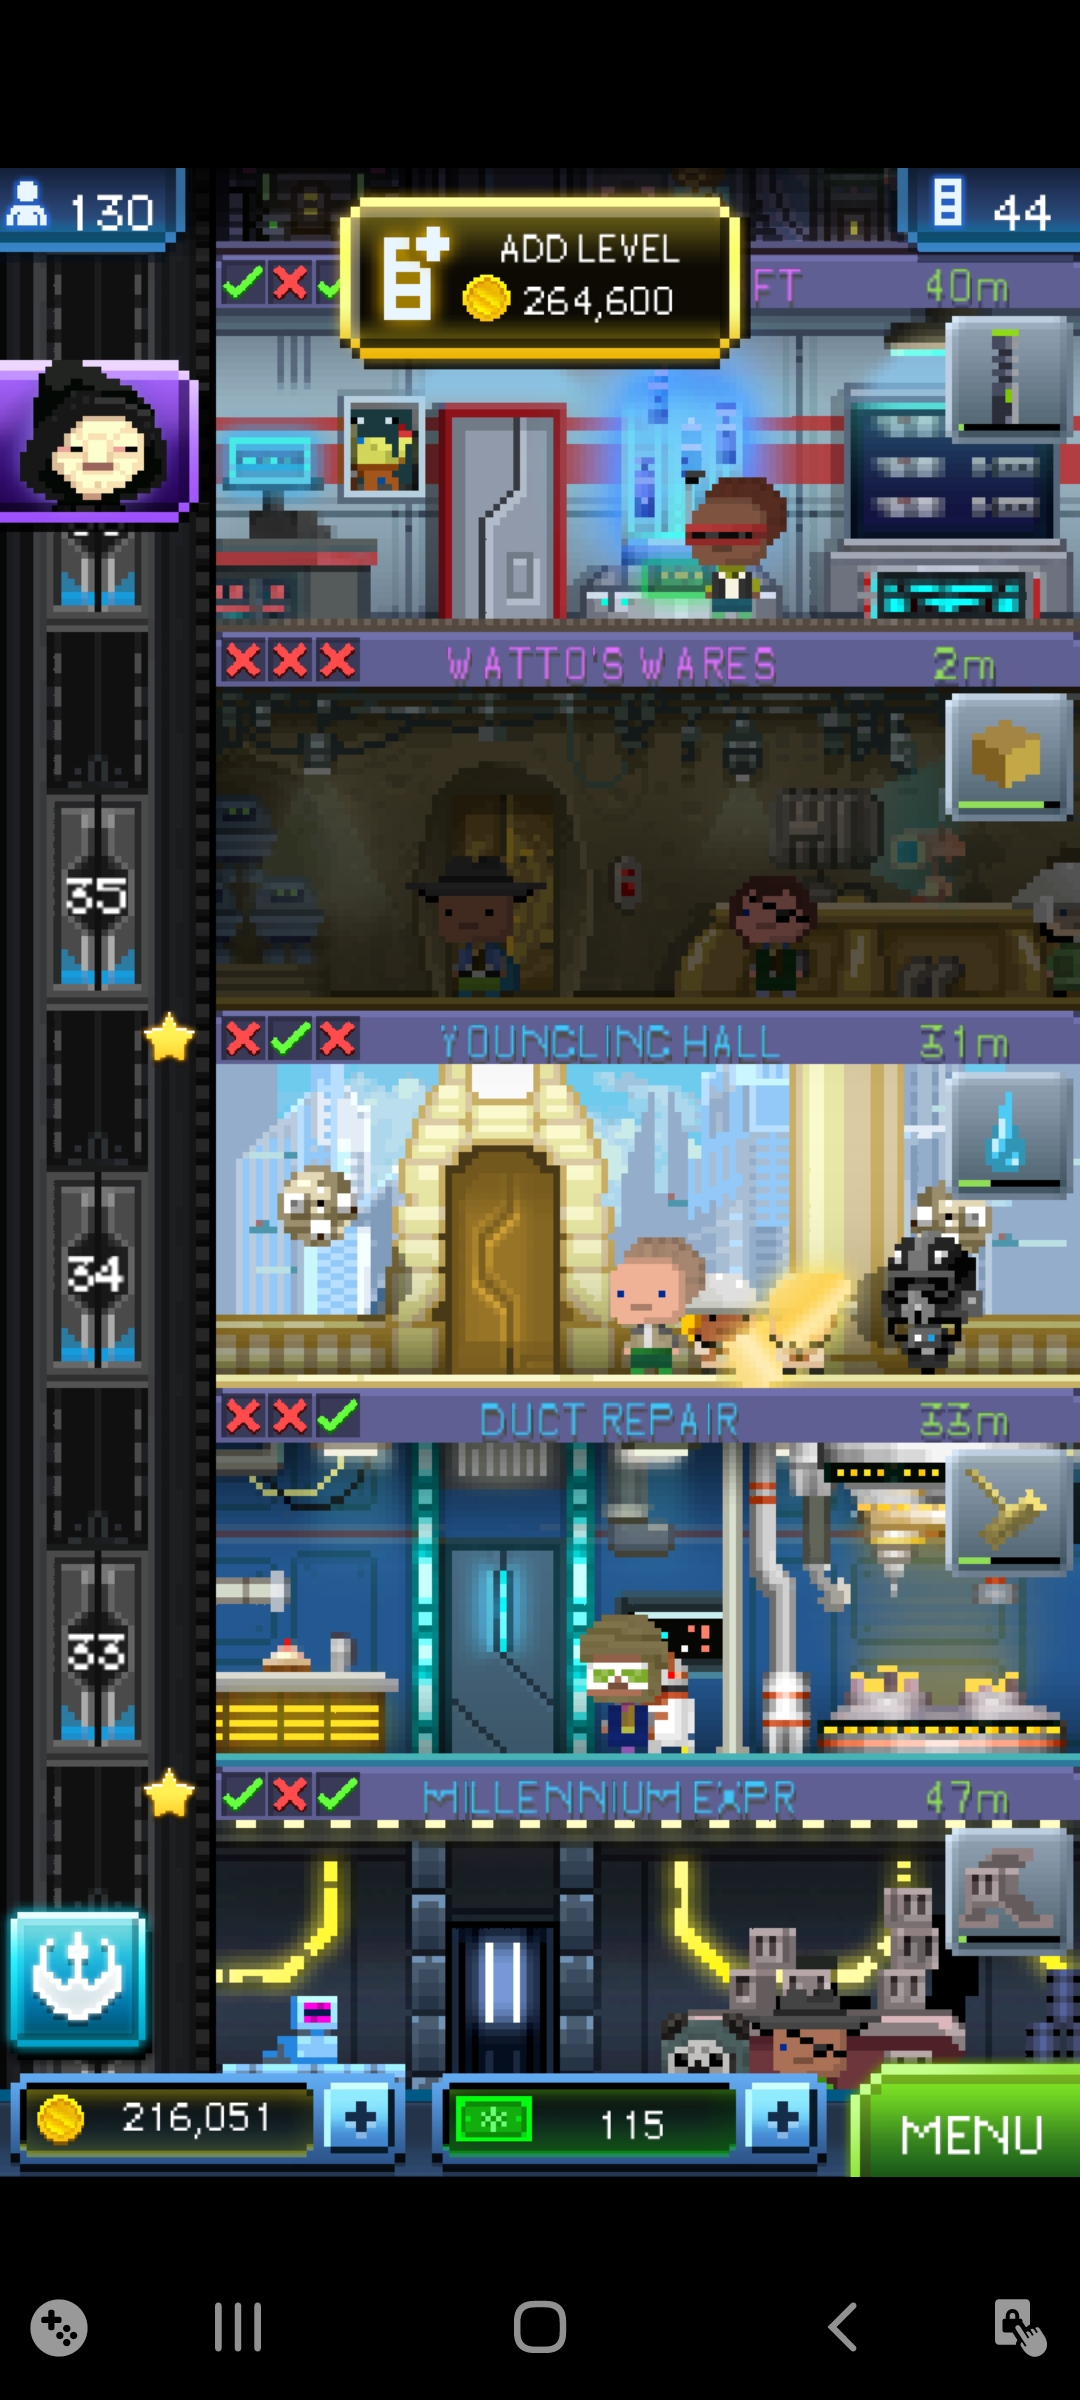 130
44
ADD LEVEL
264,600
FT
40m
WATTO'S WARES
2m
35
YOUNGLING HALL
31m
34
DUCT REPAIR
33m
33
MILLENNIUM EXPR
47m
216,051
115
MENU